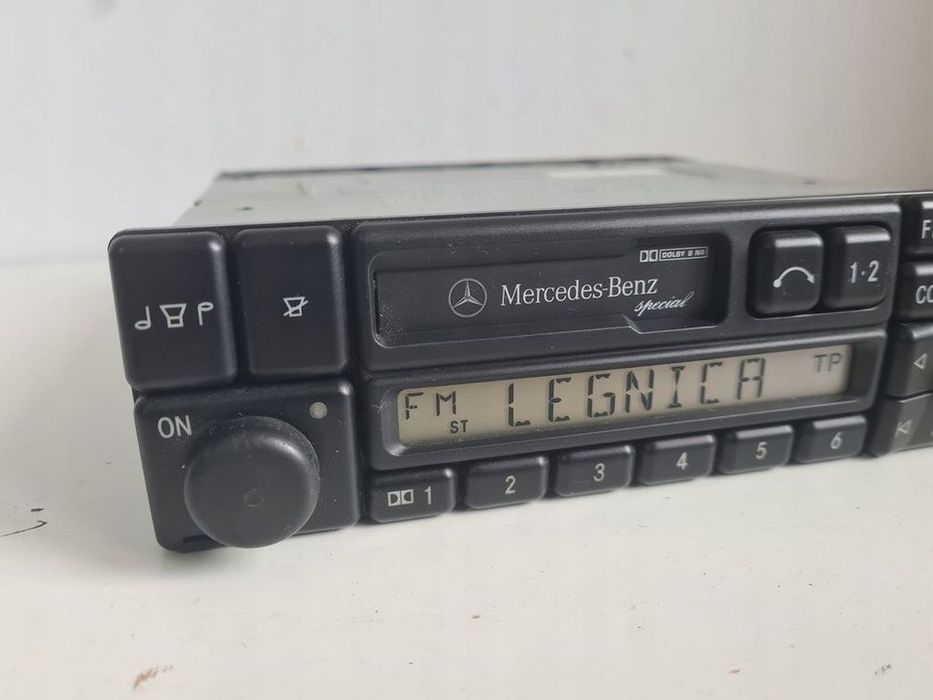 DOLBY B NR
Mercedes-Benz
special
1·2
FM ST LEGNICA TP
ON
1 2 3 4 5 6